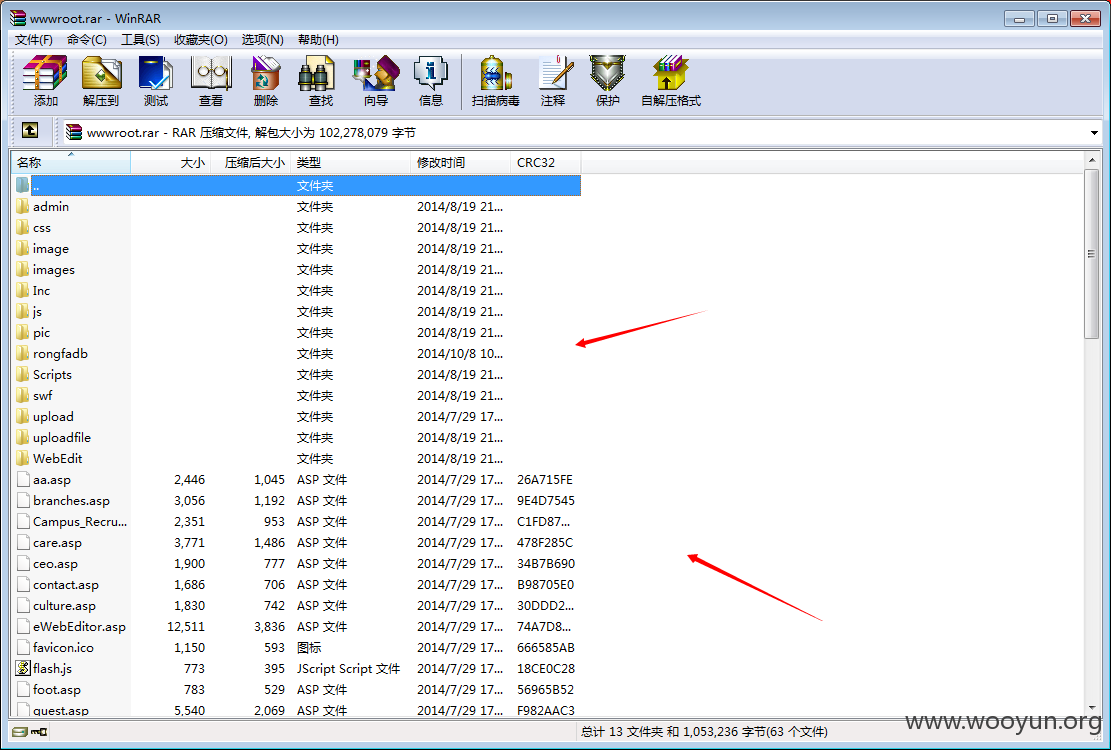 wwwroot.rar - WinRAR
文件(F) 命令(C) 工具(S) 收藏夹(O) 选项(N) 帮助(H)
添加 解压到 测试 查看 删除 查找 向导 信息 扫描病毒 注释 保护 自解压格式
wwwroot.rar - RAR 压缩文件, 解包大小为 102,278,079 字节
名称 大小 压缩后大小 类型 修改时间 CRC32
.. 文件夹
admin 文件夹 2014/8/19 21...
css 文件夹 2014/8/19 21...
image 文件夹 2014/8/19 21...
images 文件夹 2014/8/19 21...
Inc 文件夹 2014/8/19 21...
js 文件夹 2014/8/19 21...
pic 文件夹 2014/8/19 21...
rongfadb 文件夹 2014/10/8 10...
Scripts 文件夹 2014/8/19 21...
swf 文件夹 2014/8/19 21...
upload 文件夹 2014/7/29 17...
uploadfile 文件夹 2014/8/19 21...
WebEdit 文件夹 2014/8/19 21...
aa.asp 2,446 1,045 ASP 文件 2014/7/29 17... 26A715FE
branches.asp 3,056 1,192 ASP 文件 2014/7/29 17... 9E4D7545
Campus_Recru... 2,351 953 ASP 文件 2014/7/29 17... C1FD87...
care.asp 3,771 1,486 ASP 文件 2014/7/29 17... 478F285C
ceo.asp 1,900 777 ASP 文件 2014/7/29 17... 34B7B690
contact.asp 1,686 706 ASP 文件 2014/7/29 17... B98705E0
culture.asp 1,830 742 ASP 文件 2014/7/29 17... 30DDD2...
eWebEditor.asp 12,511 3,836 ASP 文件 2014/7/29 17... 74A7D8...
favicon.ico 1,150 593 图标 2014/7/29 17... 666585AB
flash.js 773 395 JScript Script 文件 2014/7/29 17... 18CE0C28
foot.asp 783 529 ASP 文件 2014/7/29 17... 56965B52
guest.asp 5,540 2,069 ASP 文件 2014/7/29 17... F982AAC3
总计 13 文件夹 和 1,053,236 字节(63 个文件)
www.wooyun.org